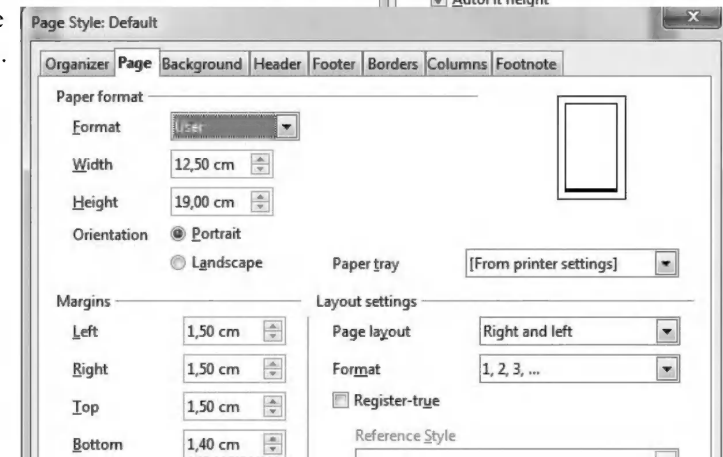 Autofit height
e
.
Page Style: Default
Organizer Page Background Header Footer Borders Columns Footnote
Paper format
Format User
Width 12,50 cm
Height 19,00 cm
Orientation Portrait
Landscape Paper tray [From printer settings]
Margins Layout settings
Left 1,50 cm Page layout Right and left
Right 1,50 cm Format 1, 2, 3, ...
Top 1,50 cm Register-true
Bottom 1,40 cm Reference Style